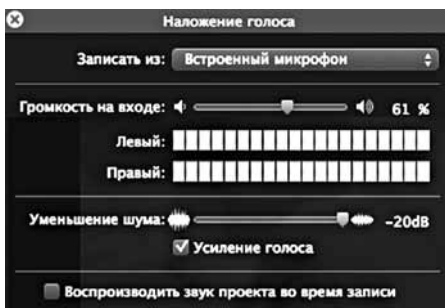 Наложение голоса
Записать из: Встроенный микрофон
Громкость на входе: 61 %
Левый:
Правый:
Уменьшение шума: -20dB
Усиление голоса
Воспроизводить звук проекта во время записи